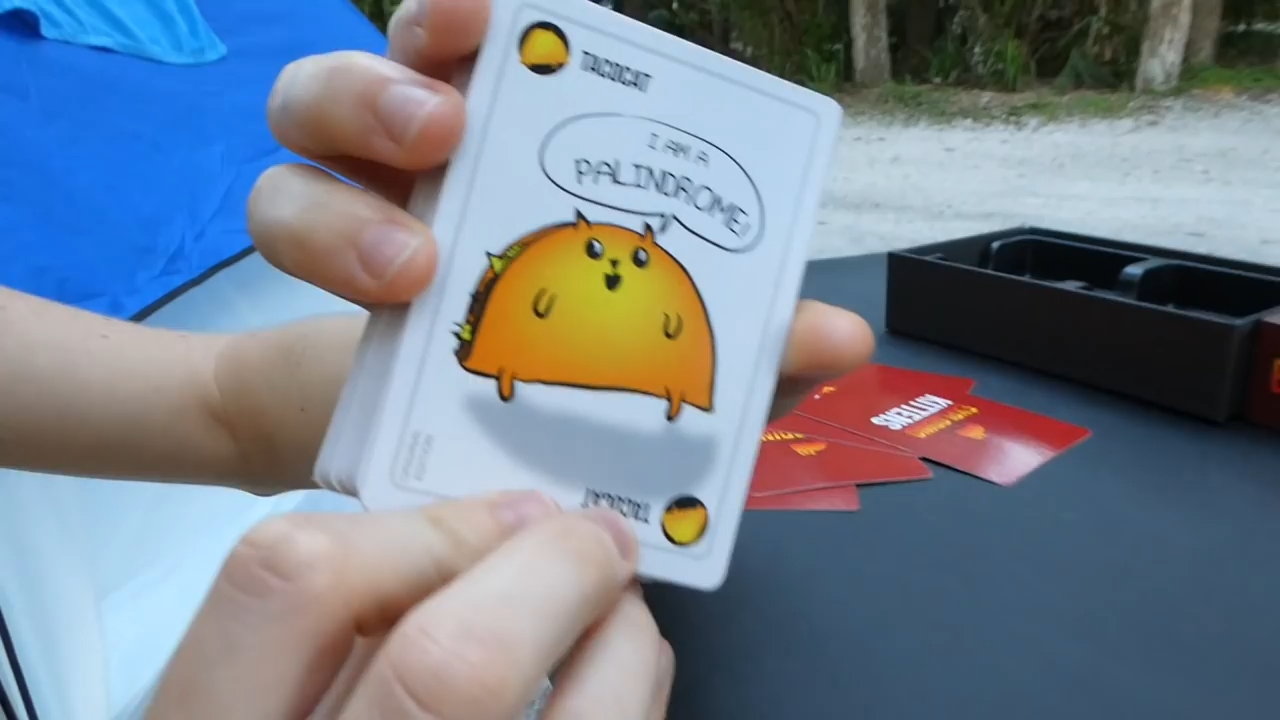 TACOCAT
I AM A
PALINDROME!
TACOCAT
KITTENS